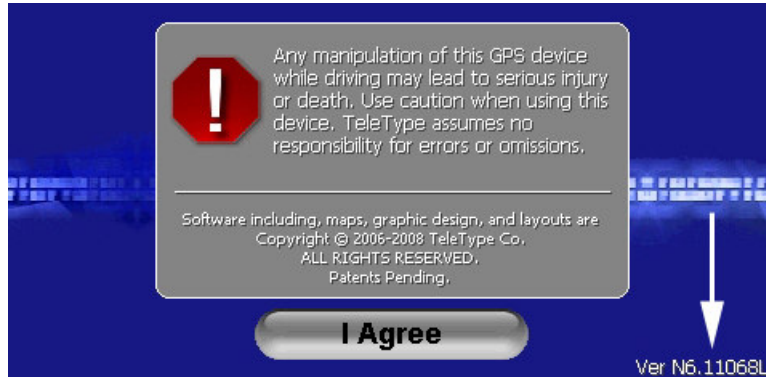 Any manipulation of this GPS device
while driving may lead to serious injury
or death. Use caution when using this
device. TeleType assumes no
responsibility for errors or omissions.
Software including, maps, graphic design, and layouts are
Copyright © 2006-2008 TeleType Co.
ALL RIGHTS RESERVED.
Patents Pending.
I Agree
Ver N6.11068L